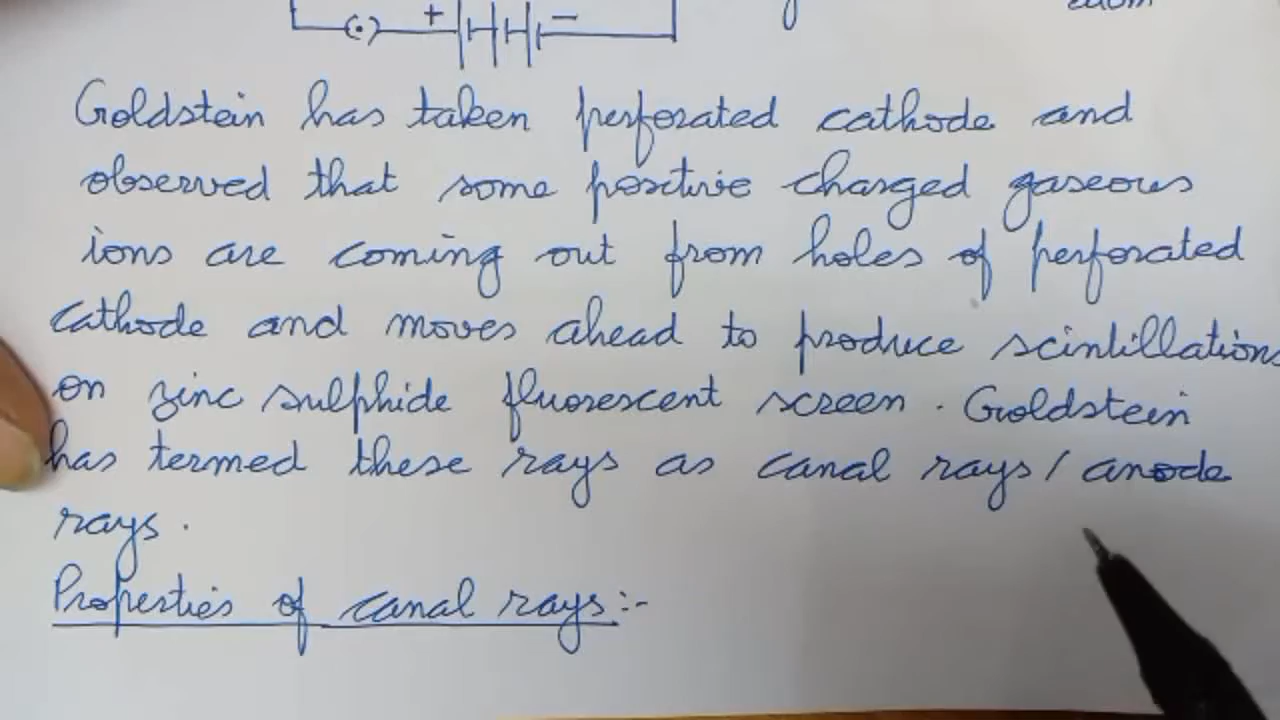 + −
Goldstein has taken perforated cathode and
observed that some positive charged gaseous
ions are coming out from holes of perforated
cathode and moves ahead to produce scintillations
on zinc sulphide fluorescent screen. Goldstein
has termed these rays as canal rays/ anode
rays.
Properties of canal rays:-